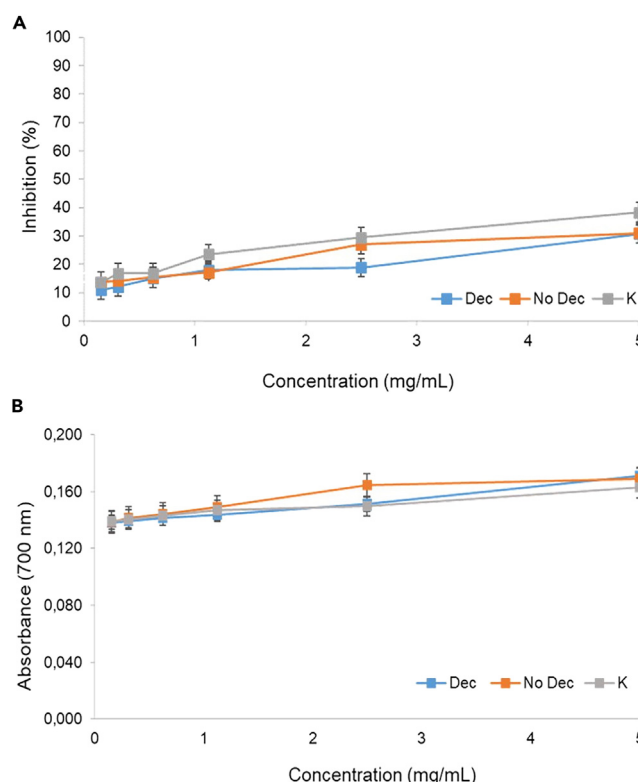 A
100
90
80
70
60
50
40
30
20
10
0
Inhibition (%)
Dec No Dec K
0 1 2 3 4 5
Concentration (mg/mL)
B
0,200
0,160
0,120
0,080
0,040
0,000
Absorbance (700 nm)
Dec No Dec K
0 1 2 3 4 5
Concentration (mg/mL)